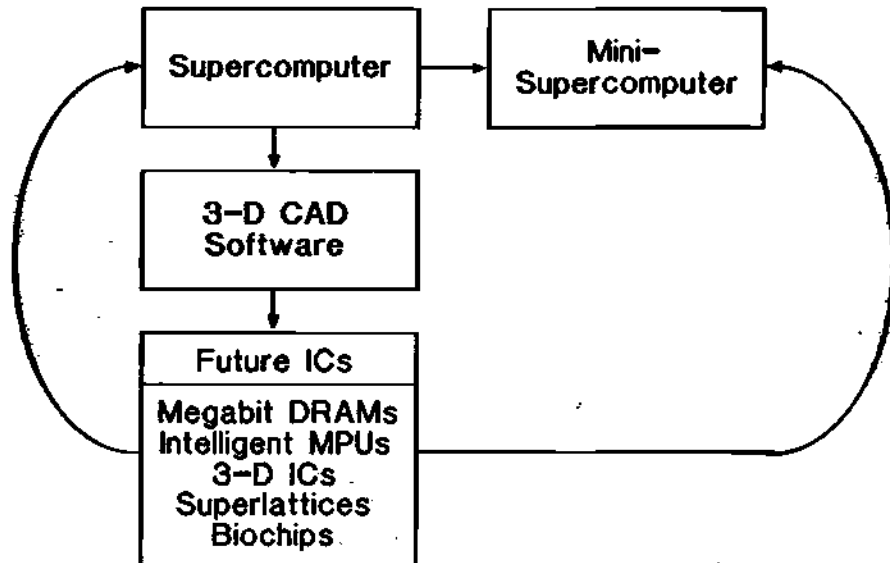 Supercomputer
Mini-
Supercomputer
3-D CAD
Software
Future ICs
Megabit DRAMs
Intelligent MPUs
3-D ICs
Superlattices
Biochips